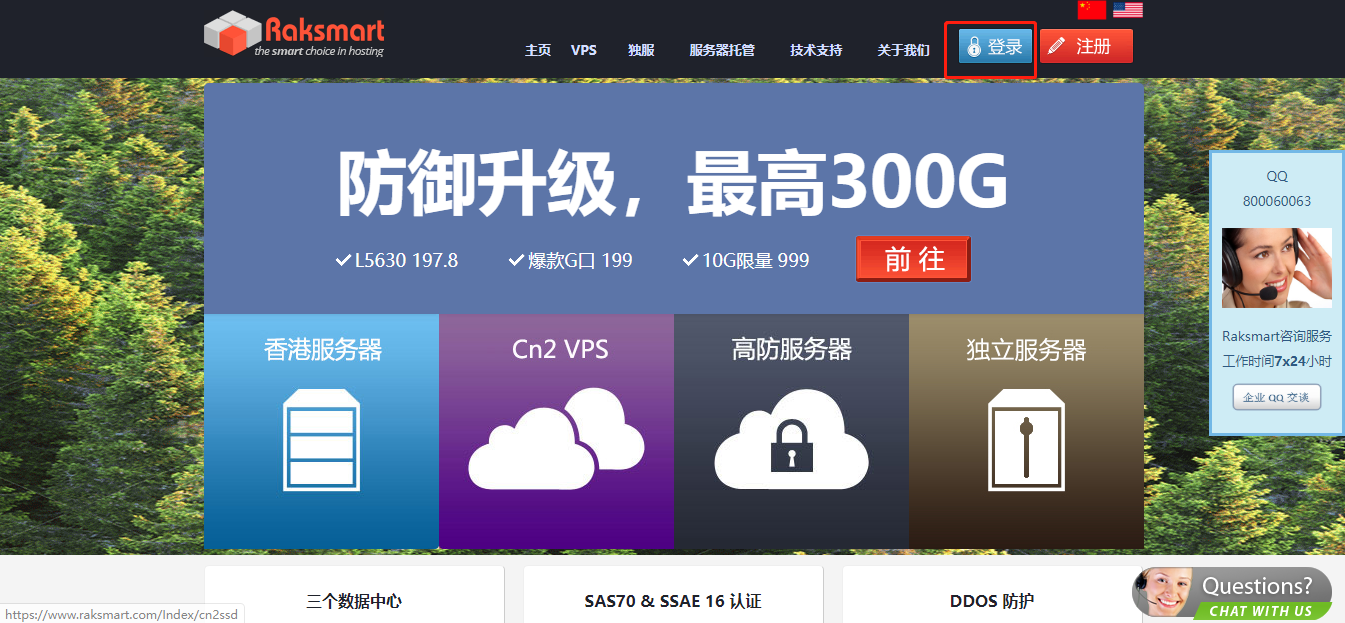 Raksmart
the smart choice in hosting
主页 VPS 独服 服务器托管 技术支持 关于我们 登录 注册
防御升级，最高300G
L5630 197.8 爆款G口 199 10G限量 999 前往
QQ
800060063
Raksmart咨询服务
工作时间7x24小时
企业 QQ 交谈
香港服务器 Cn2 VPS 高防服务器 独立服务器
三个数据中心 SAS70 & SSAE 16 认证 DDOS 防护
Questions?
CHAT WITH US
https://www.raksmart.com/Index/cn2ssd